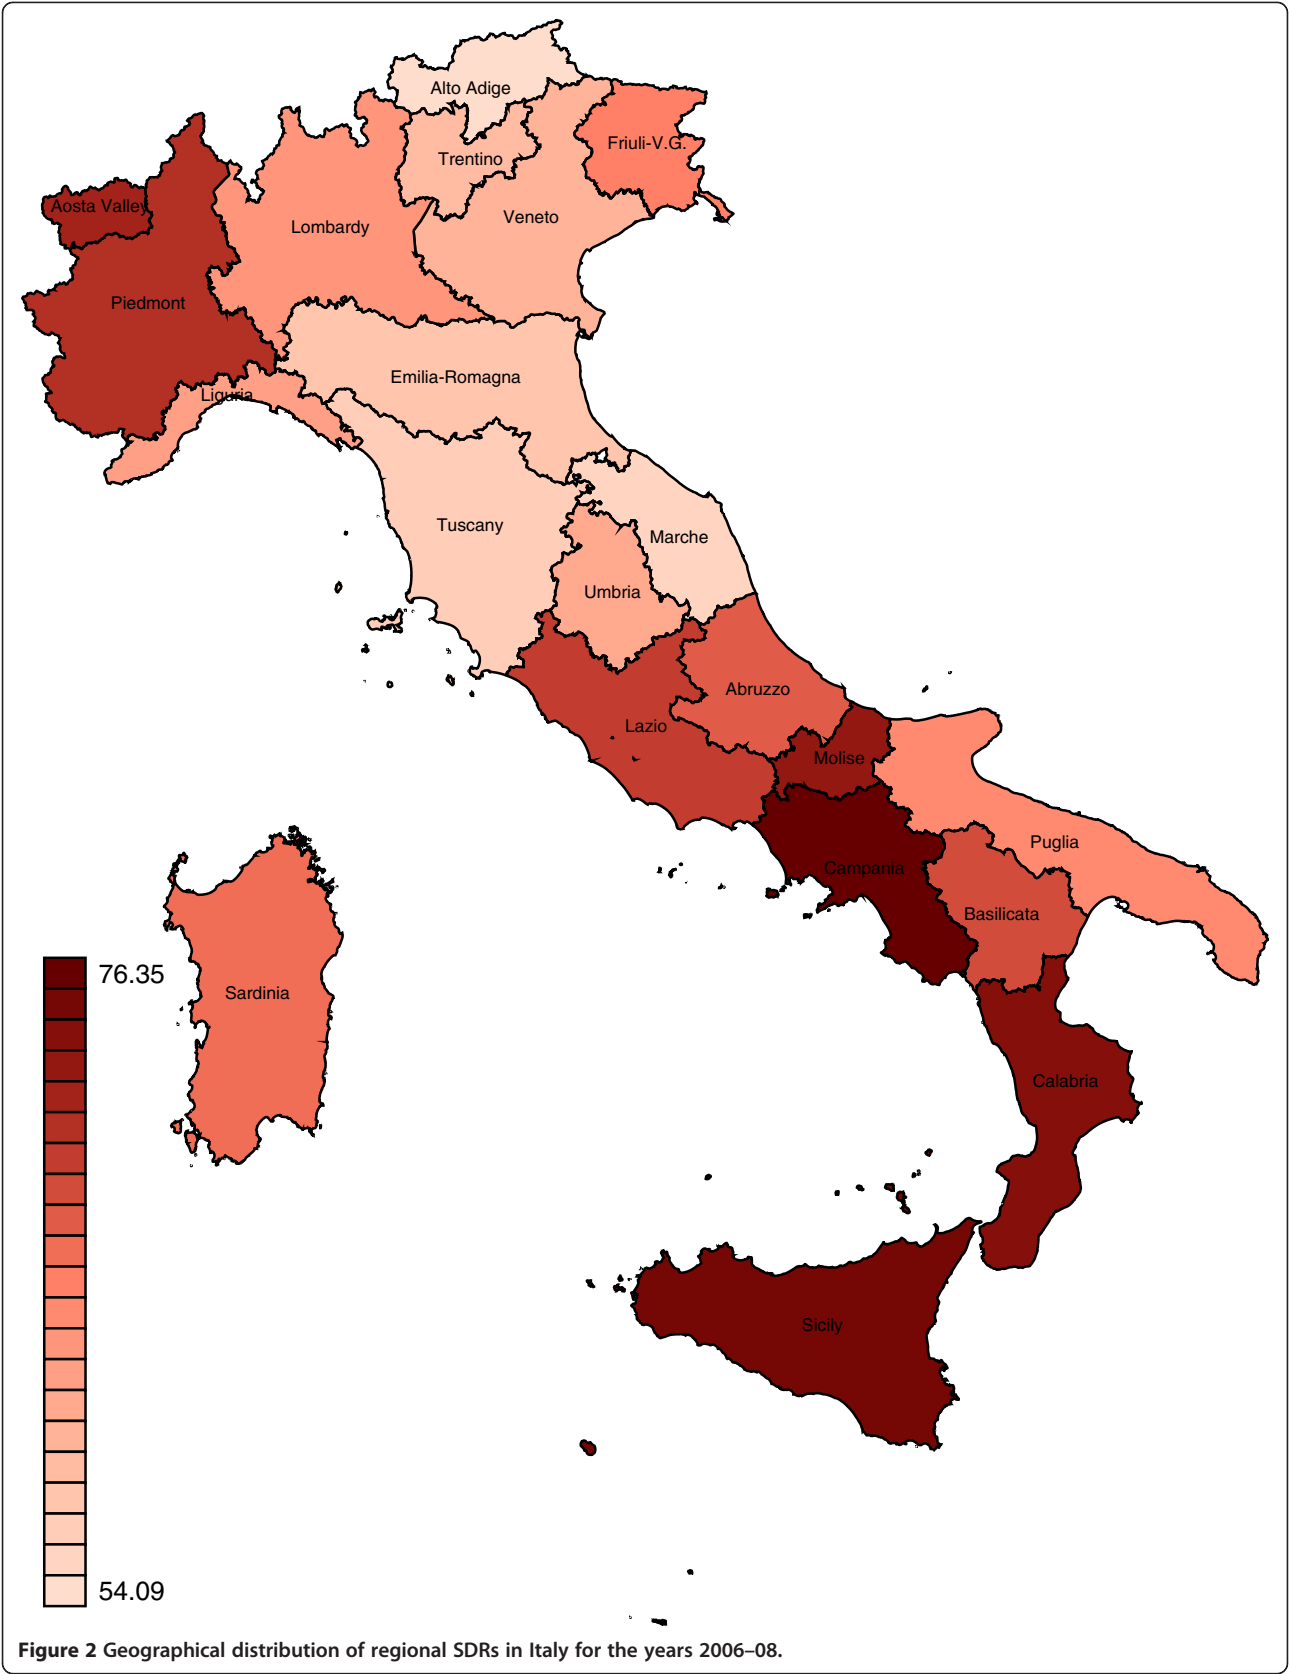 Alto Adige
Friuli-V.G.
Trentino
Aosta Valley
Veneto
Lombardy
Piedmont
Emilia-Romagna
Liguria
Tuscany
Marche
Umbria
Abruzzo
Lazio
Molise
Puglia
Campania
Basilicata
76.35
Sardinia
Calabria
Sicily
54.09
Figure 2 Geographical distribution of regional SDRs in Italy for the years 2006–08.